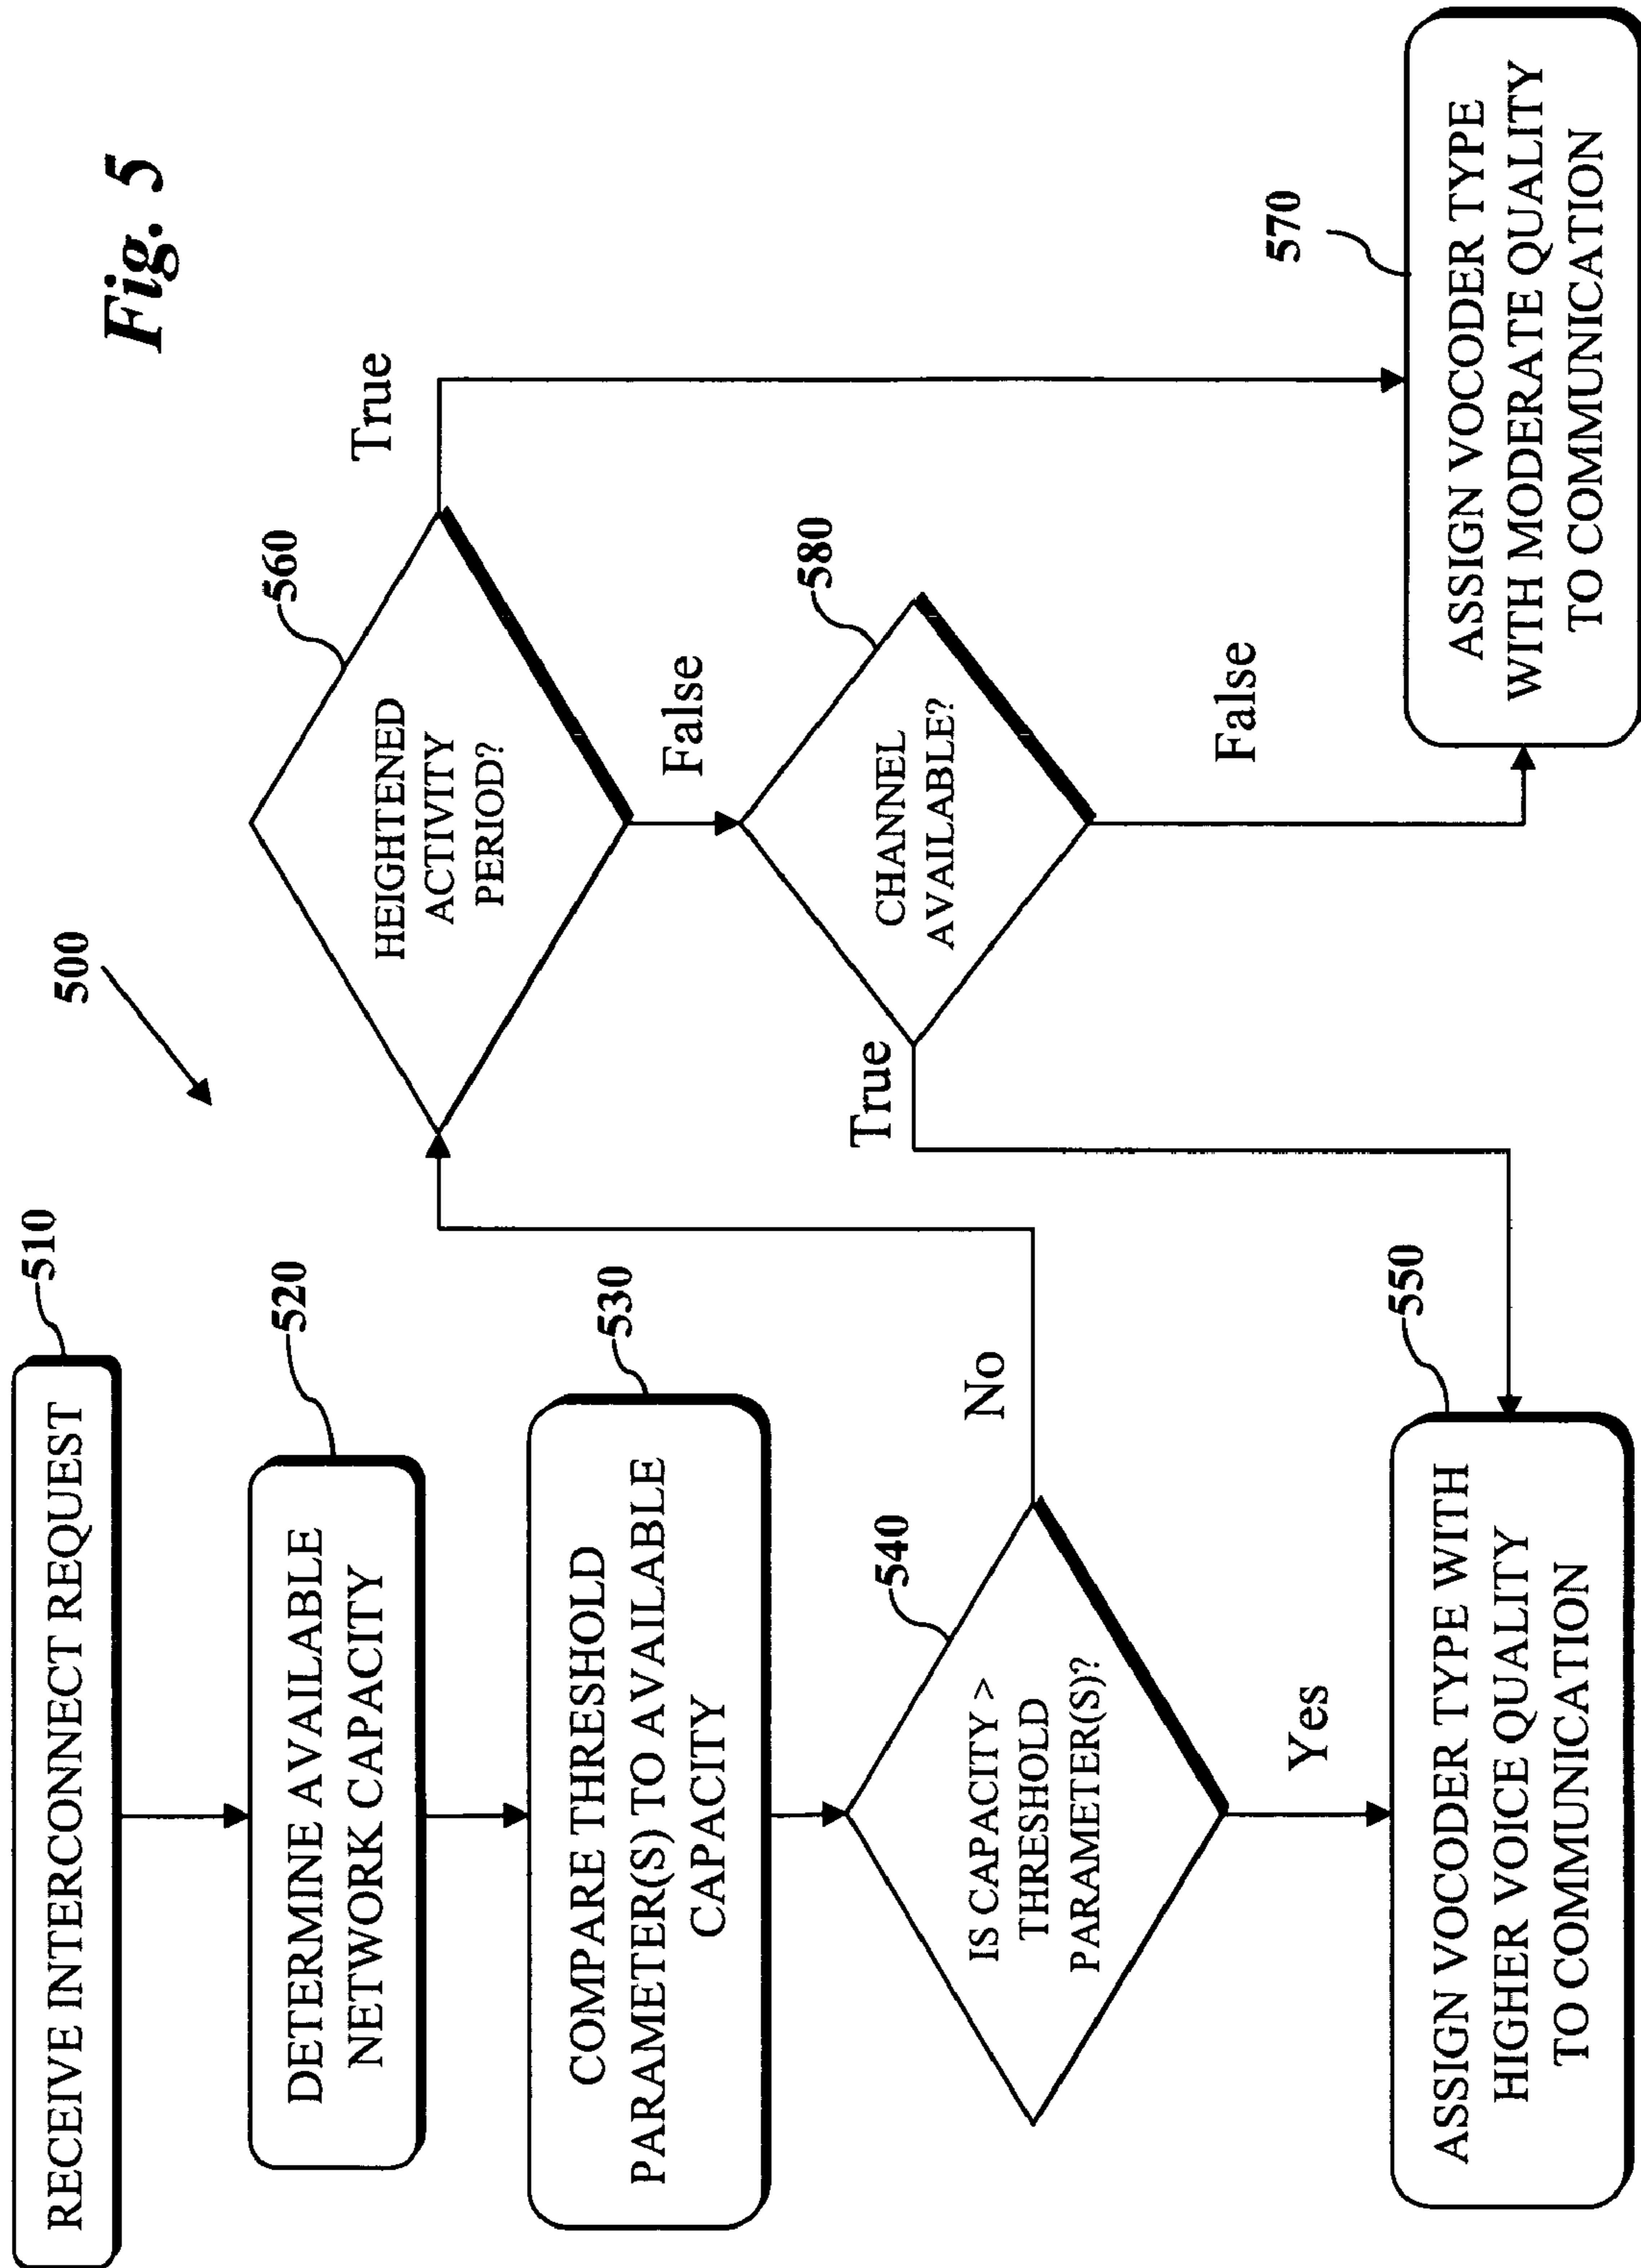 Fig. 5
500
RECEIVE INTERCONNECT REQUEST
510
DETERMINE AVAILABLE
NETWORK CAPACITY
520
COMPARE THRESHOLD
PARAMETER(S) TO AVAILABLE
CAPACITY
530
IS CAPACITY >
THRESHOLD
PARAMETER(S)?
540
No
Yes
ASSIGN VOCODER TYPE WITH
HIGHER VOICE QUALITY
TO COMMUNICATION
550
HEIGHTENED
ACTIVITY
PERIOD?
560
True
False
CHANNEL
AVAILABLE?
580
True
False
ASSIGN VOCODER TYPE
WITH MODERATE QUALITY
TO COMMUNICATION
570